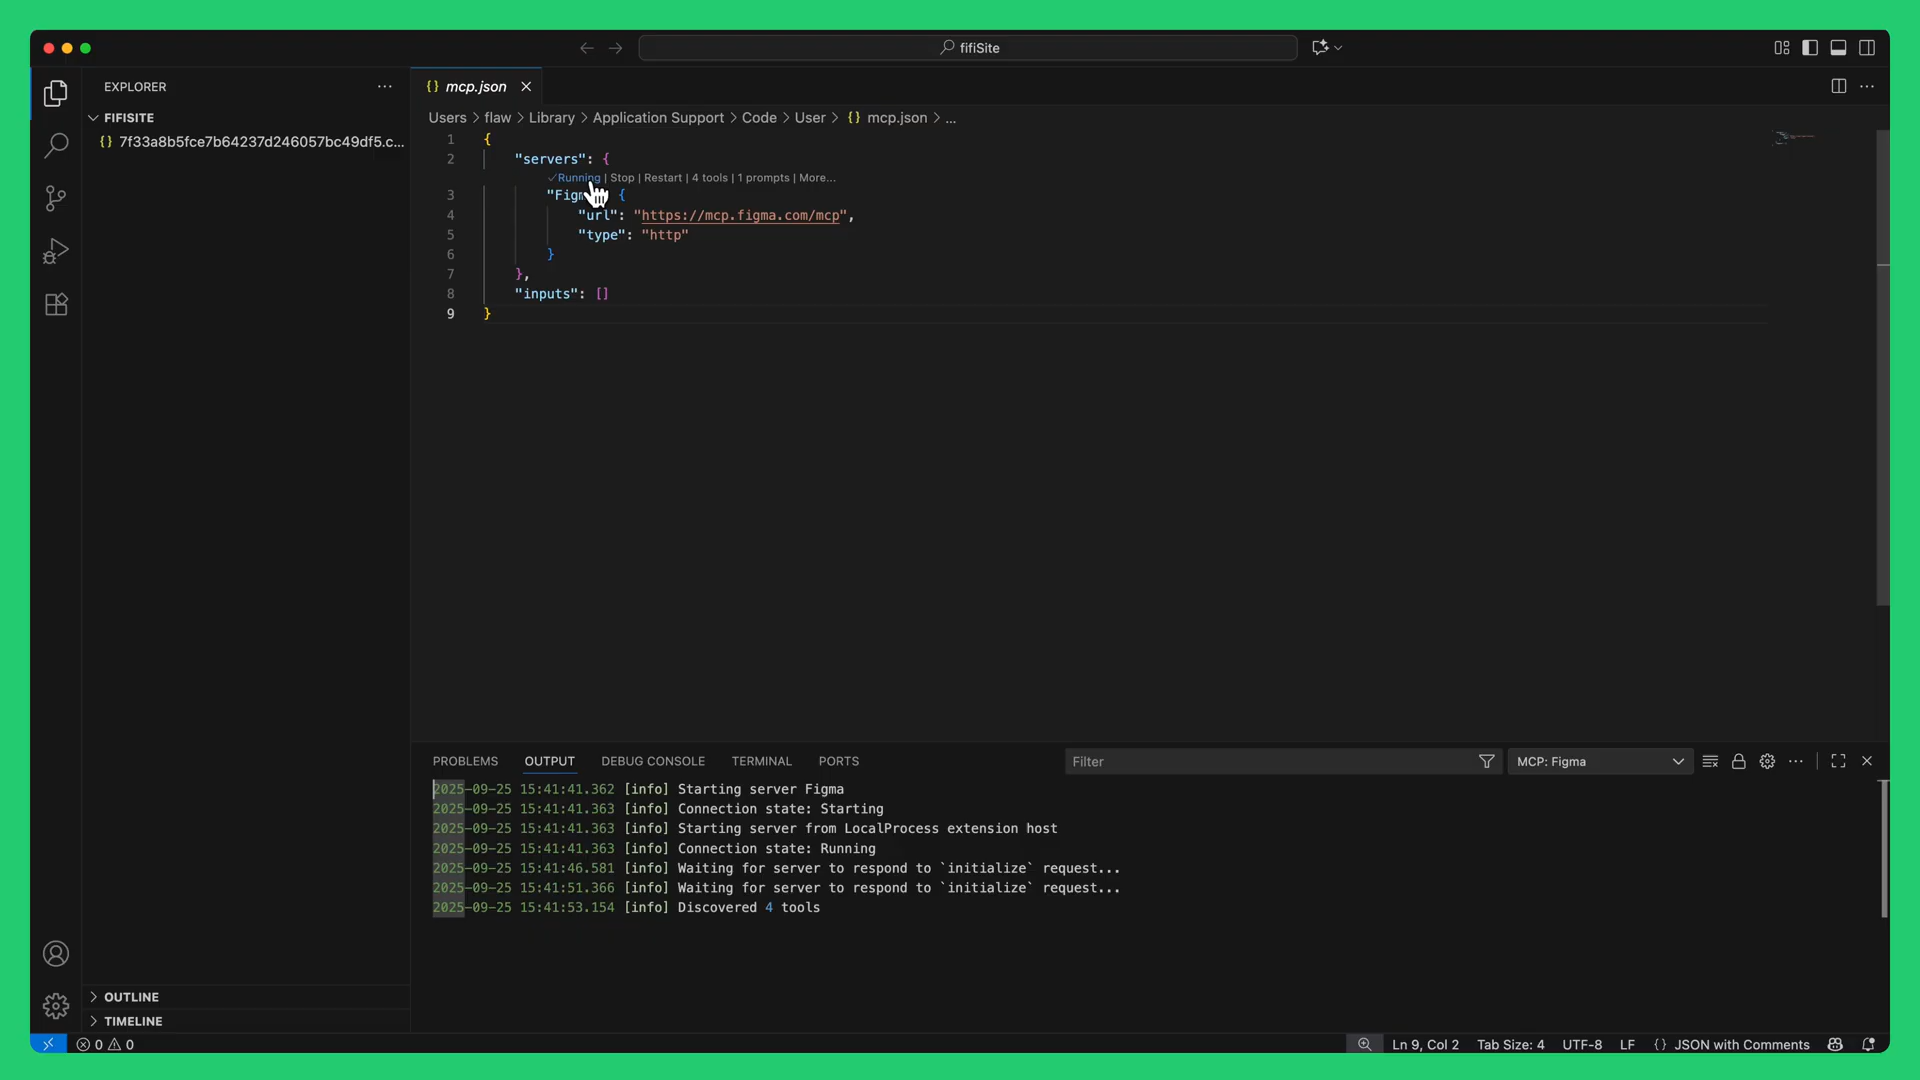 fifiSite
EXPLORER
FIFISITE
{} 7f33a8b5fce7b64237d246057bc49df5.c...
OUTLINE
TIMELINE
{} mcp.json
Users > flaw > Library > Application Support > Code > User > {} mcp.json > ...
1 {
2 "servers": {
✓Running | Stop | Restart | 4 tools | 1 prompts | More...
3 "Figm {
4 "url": "https://mcp.figma.com/mcp",
5 "type": "http"
6 }
7 },
8 "inputs": []
9 }
PROBLEMS OUTPUT DEBUG CONSOLE TERMINAL PORTS
Filter
MCP: Figma
2025-09-25 15:41:41.362 [info] Starting server Figma
2025-09-25 15:41:41.363 [info] Connection state: Starting
2025-09-25 15:41:41.363 [info] Starting server from LocalProcess extension host
2025-09-25 15:41:41.363 [info] Connection state: Running
2025-09-25 15:41:46.581 [info] Waiting for server to respond to `initialize` request...
2025-09-25 15:41:51.366 [info] Waiting for server to respond to `initialize` request...
2025-09-25 15:41:53.154 [info] Discovered 4 tools
0 0
Ln 9, Col 2 Tab Size: 4 UTF-8 LF {} JSON with Comments